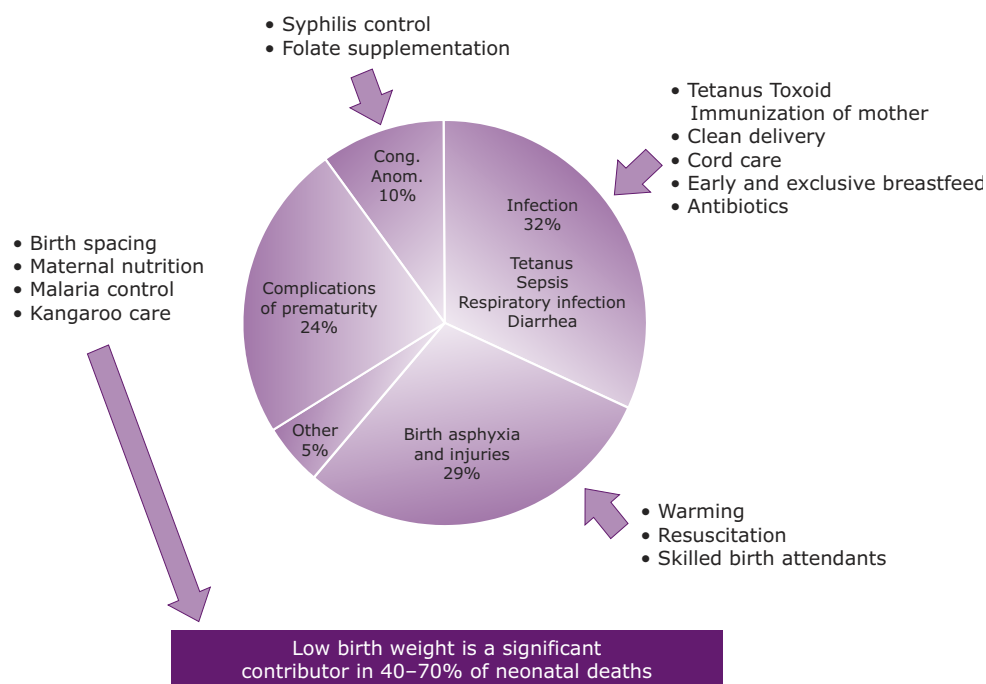 • Syphilis control
• Folate supplementation
• Tetanus Toxoid
Immunization of mother
• Clean delivery
• Cord care
• Early and exclusive breastfeed
• Antibiotics
Cong.
Anom.
10%
Infection
32%
Tetanus
Sepsis
Respiratory infection
Diarrhea
• Birth spacing
• Maternal nutrition
• Malaria control
• Kangaroo care
Complications
of prematurity
24%
Other
5%
Birth asphyxia
and injuries
29%
• Warming
• Resuscitation
• Skilled birth attendants
Low birth weight is a significant
contributor in 40–70% of neonatal deaths